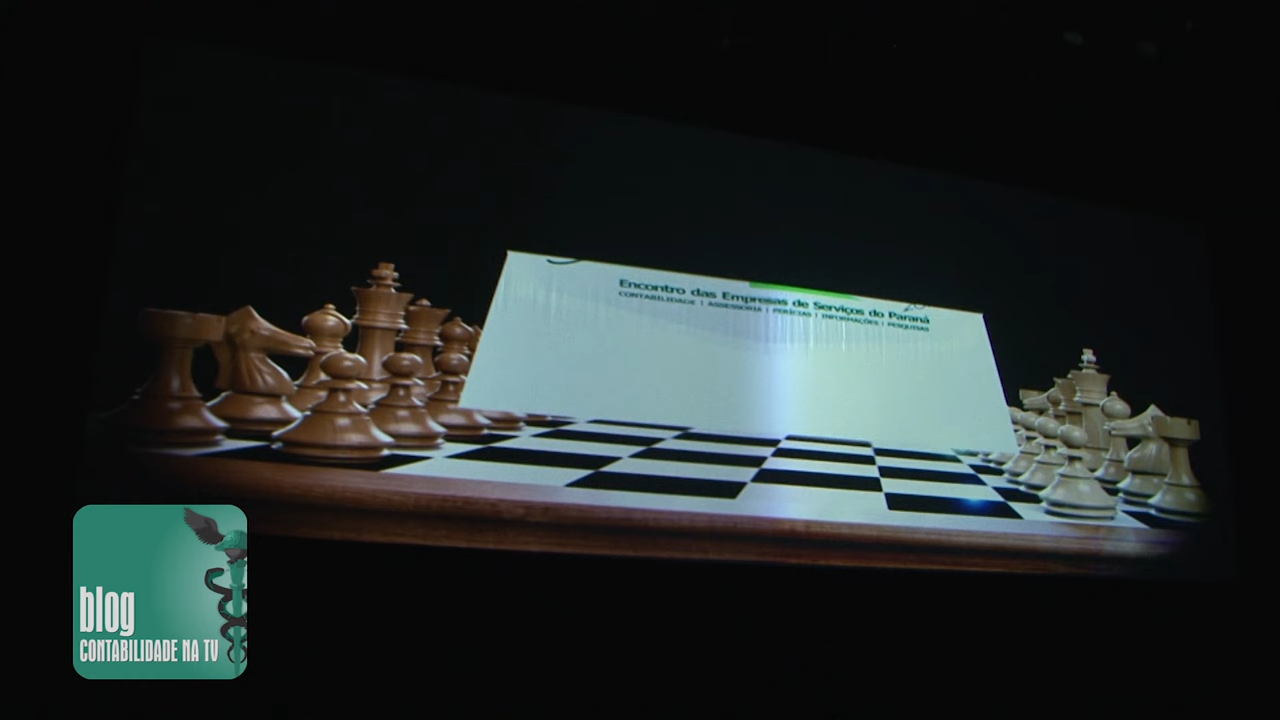 Encontro das Empresas de Serviços do Paraná
CONTABILIDADE | ASSESSORIA | PERÍCIAS | INFORMAÇÕES | PESQUISAS
blog
CONTABILIDADE NA TV